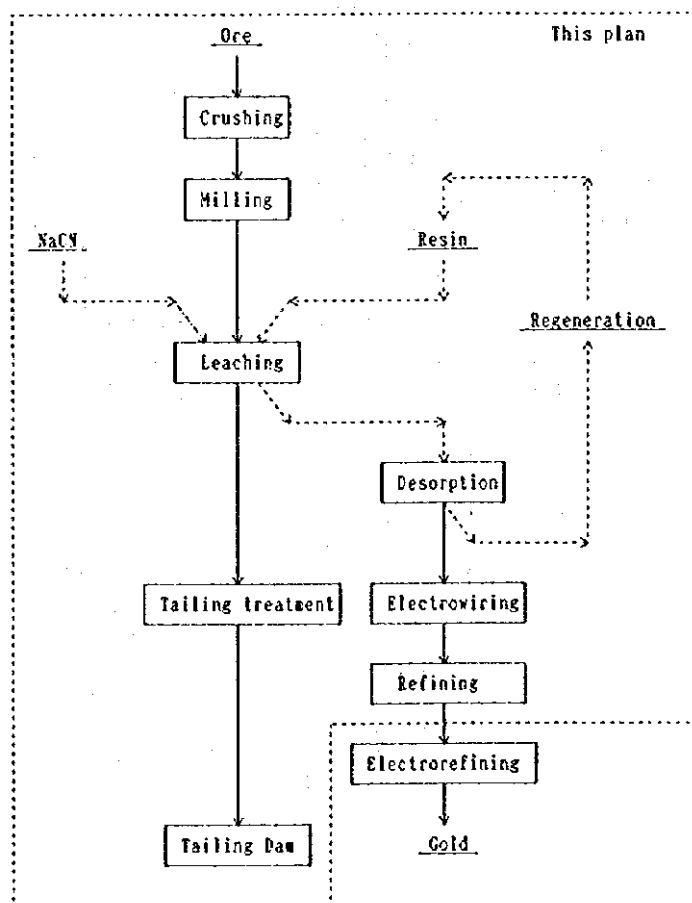 Ore
This plan
Crushing
Milling
NaCN
Resin
Regeneration
Leaching
Desorption
Tailing treatment
Electrowiring
Refining
Electrorefining
Tailing Dam
Gold